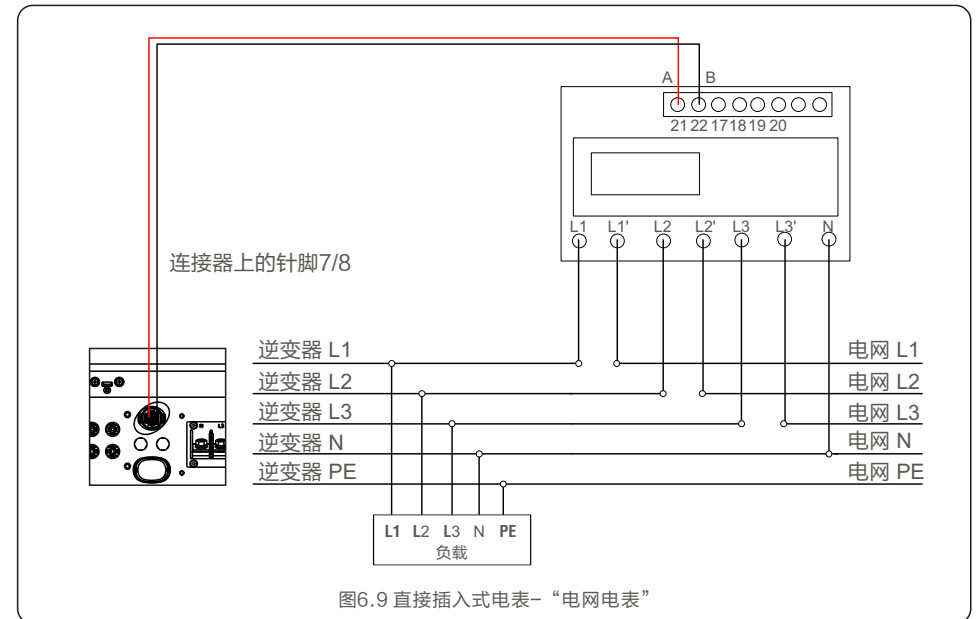 A B
21 22 17 18 19 20
L1 L1' L2 L2' L3 L3' N
连接器上的针脚7/8
逆变器 L1 电网 L1
逆变器 L2 电网 L2
逆变器 L3 电网 L3
逆变器 N 电网 N
逆变器 PE 电网 PE
L1 L2 L3 N PE
负载
图6.9 直接插入式电表-“电网电表”